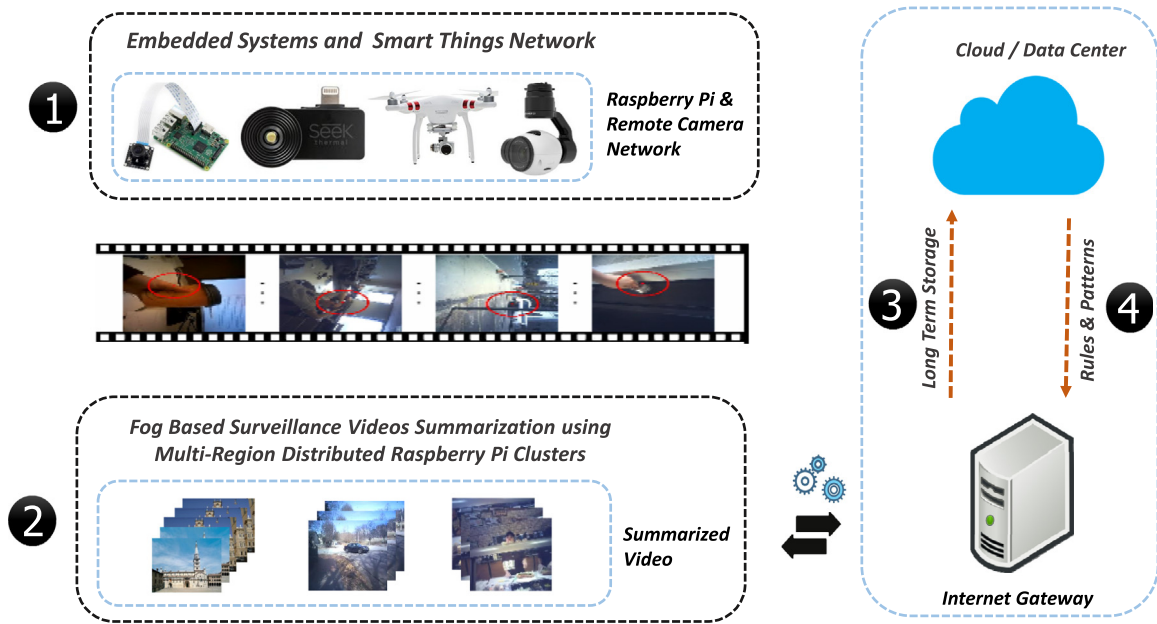 Embedded Systems and Smart Things Network
1
Raspberry Pi &
Remote Camera
Network
Seek
thermal
Fog Based Surveillance Videos Summarization using
Multi-Region Distributed Raspberry Pi Clusters
2
Summarized
Video
Cloud / Data Center
3
Long Term Storage
Rules & Patterns
4
Internet Gateway